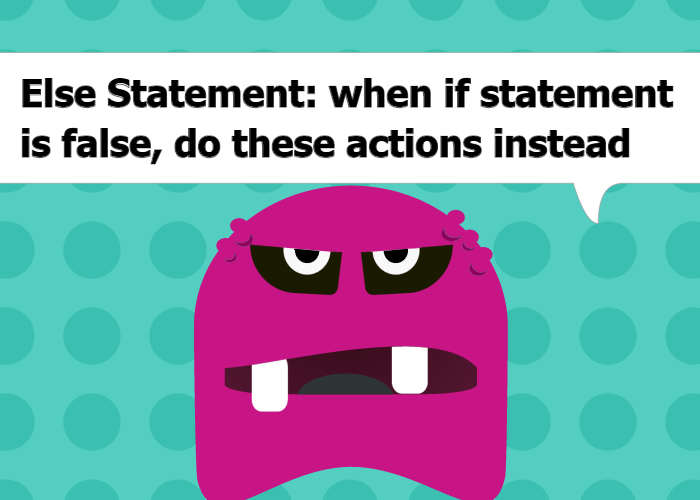 Else Statement: when if statement
is false, do these actions instead